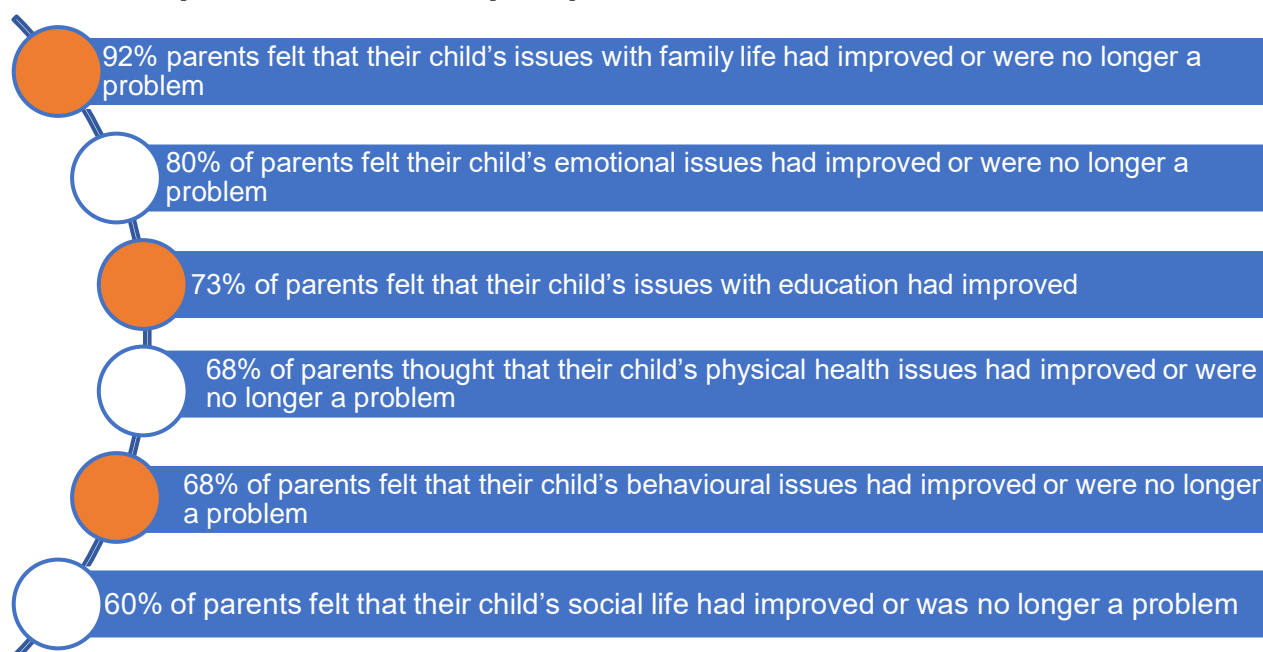 92% parents felt that their child’s issues with family life had improved or were no longer a
problem
80% of parents felt their child’s emotional issues had improved or were no longer a
problem
73% of parents felt that their child’s issues with education had improved
68% of parents thought that their child’s physical health issues had improved or were
no longer a problem
68% of parents felt that their child’s behavioural issues had improved or were no longer
a problem
60% of parents felt that their child’s social life had improved or was no longer a problem